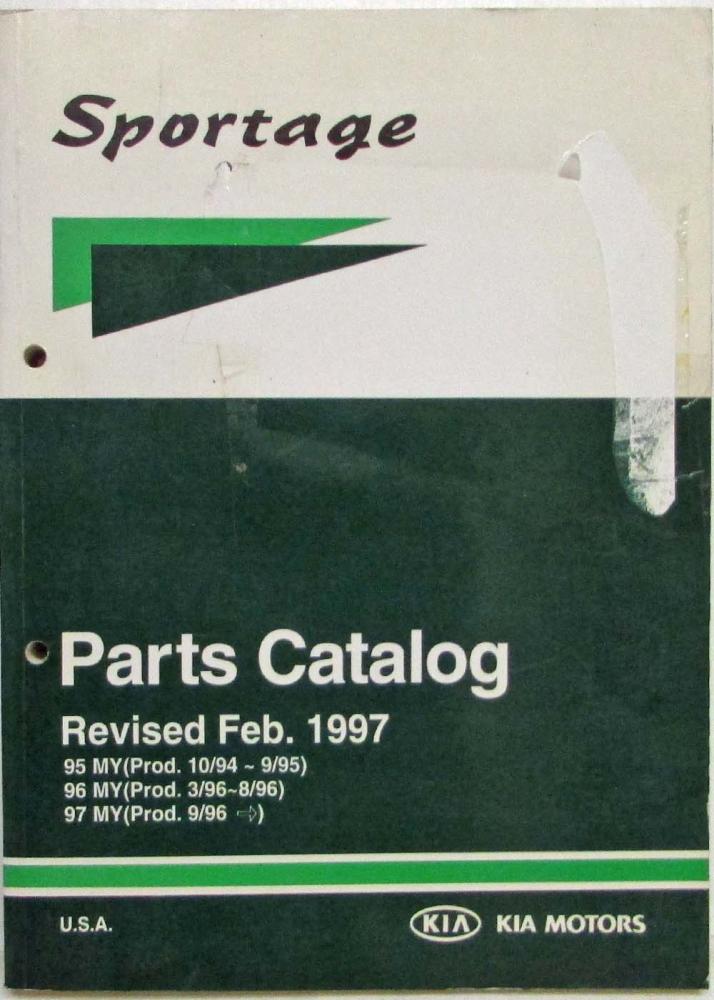 Sportage
Parts Catalog
Revised Feb. 1997
95 MY(Prod. 10/94 ~ 9/95)
96 MY(Prod. 3/96~8/96)
97 MY(Prod. 9/96 ⇨)
U.S.A.
KIA KIA MOTORS